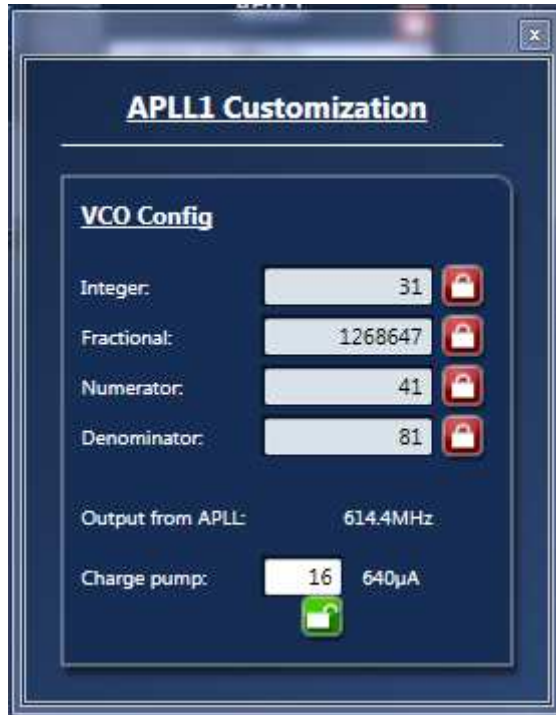 x
APLL1 Customization
VCO Config
Integer: 31
Fractional: 1268647
Numerator: 41
Denominator: 81
Output from APLL: 614.4MHz
Charge pump: 16 640µA